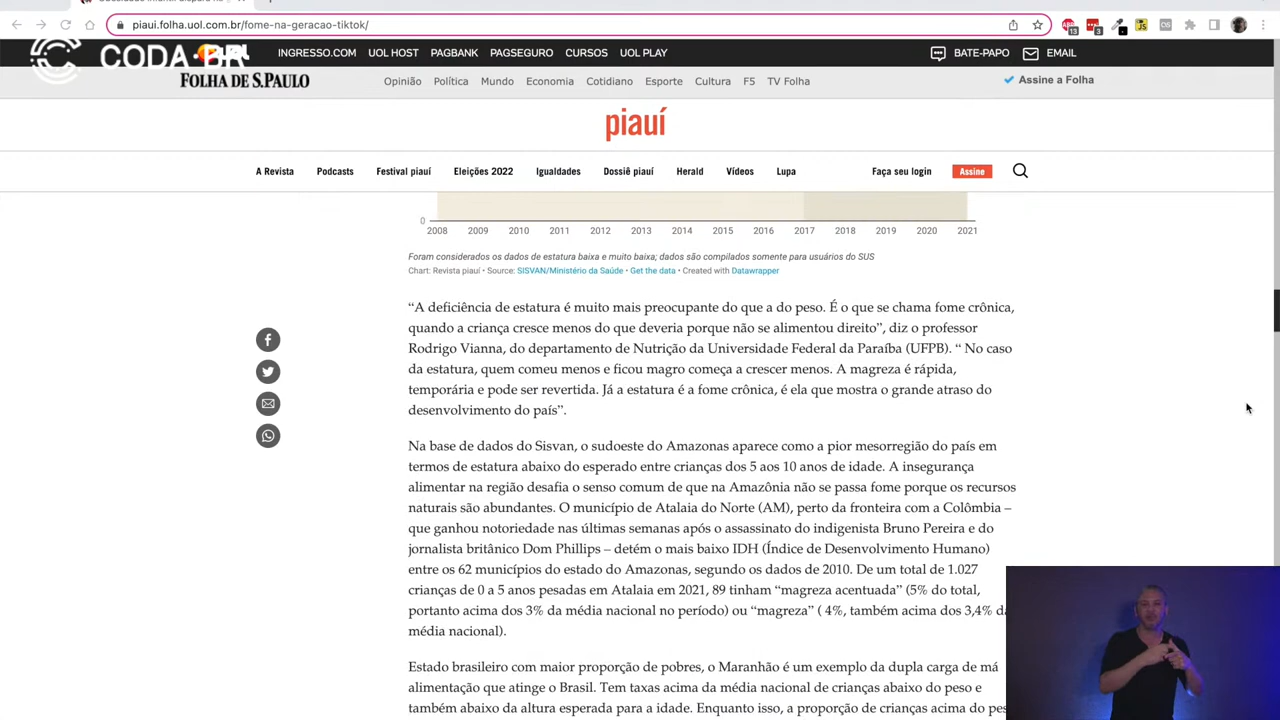 piaui.folha.uol.com.br/fome-na-geracao-tiktok/
13
3
CODA.BR
INGRESSO.COM UOL HOST PAGBANK PAGSEGURO CURSOS UOL PLAY BATE-PAPO EMAIL
FOLHA DE S.PAULO Opinião Política Mundo Economia Cotidiano Esporte Cultura F5 TV Folha Assine a Folha
piauí
A Revista Podcasts Festival piauí Eleições 2022 Igualdades Dossiê piauí Herald Vídeos Lupa Faça seu login Assine
0
2008 2009 2010 2011 2012 2013 2014 2015 2016 2017 2018 2019 2020 2021
Foram considerados os dados de estatura baixa e muito baixa; dados são compilados somente para usuários do SUS
Chart: Revista piauí • Source: SISVAN/Ministério da Saúde • Get the data • Created with Datawrapper
“A deficiência de estatura é muito mais preocupante do que a do peso. É o que se chama fome crônica,
quando a criança cresce menos do que deveria porque não se alimentou direito”, diz o professor
Rodrigo Vianna, do departamento de Nutrição da Universidade Federal da Paraíba (UFPB). “ No caso
da estatura, quem comeu menos e ficou magro começa a crescer menos. A magreza é rápida,
temporária e pode ser revertida. Já a estatura é a fome crônica, é ela que mostra o grande atraso do
desenvolvimento do país”.
Na base de dados do Sisvan, o sudoeste do Amazonas aparece como a pior mesorregião do país em
termos de estatura abaixo do esperado entre crianças dos 5 aos 10 anos de idade. A insegurança
alimentar na região desafia o senso comum de que na Amazônia não se passa fome porque os recursos
naturais são abundantes. O município de Atalaia do Norte (AM), perto da fronteira com a Colômbia –
que ganhou notoriedade nas últimas semanas após o assassinato do indigenista Bruno Pereira e do
jornalista britânico Dom Phillips – detém o mais baixo IDH (Índice de Desenvolvimento Humano)
entre os 62 municípios do estado do Amazonas, segundo os dados de 2010. De um total de 1.027
crianças de 0 a 5 anos pesadas em Atalaia em 2021, 89 tinham “magreza acentuada” (5% do total,
portanto acima dos 3% da média nacional no período) ou “magreza” ( 4%, também acima dos 3,4% da
média nacional).
Estado brasileiro com maior proporção de pobres, o Maranhão é um exemplo da dupla carga de má
alimentação que atinge o Brasil. Tem taxas acima da média nacional de crianças abaixo do peso e
também abaixo da altura esperada para a idade. Enquanto isso, a proporção de crianças acima do pes